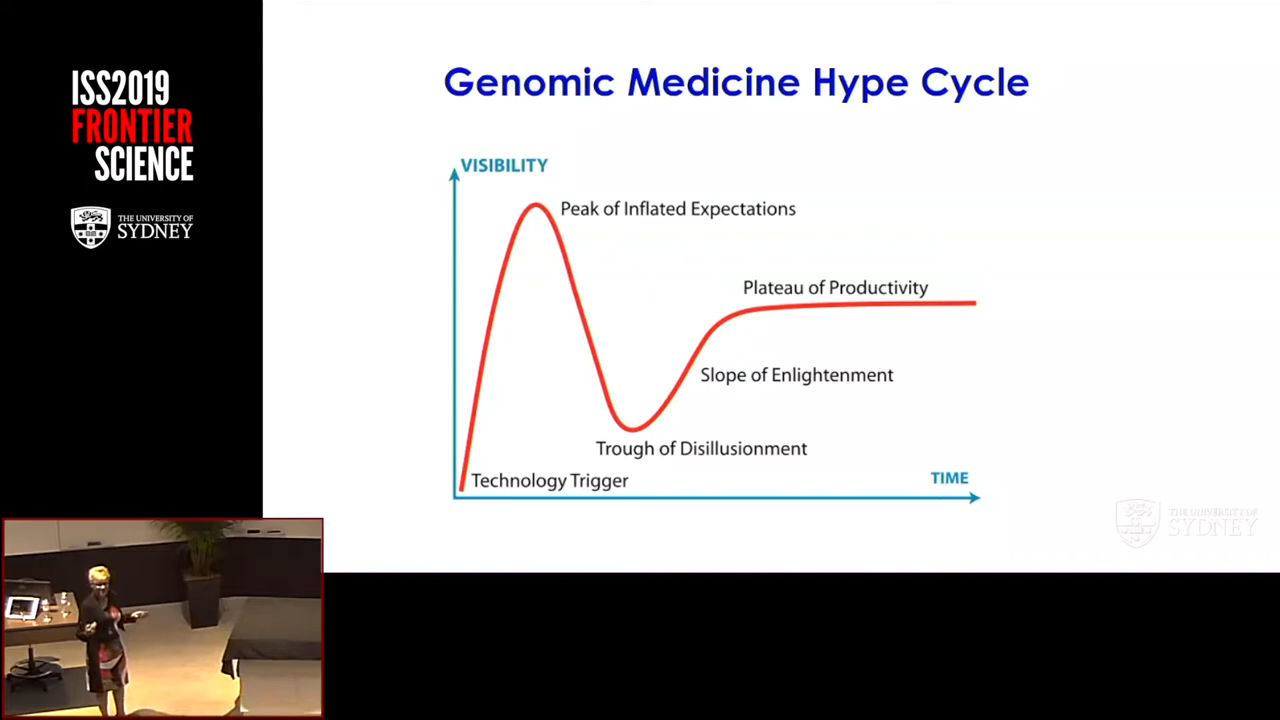 ISS2019
FRONTIER
SCIENCE
THE UNIVERSITY OF
SYDNEY
Genomic Medicine Hype Cycle
VISIBILITY
Peak of Inflated Expectations
Plateau of Productivity
Slope of Enlightenment
Trough of Disillusionment
Technology Trigger
TIME
THE UNIVERSITY OF
SYDNEY